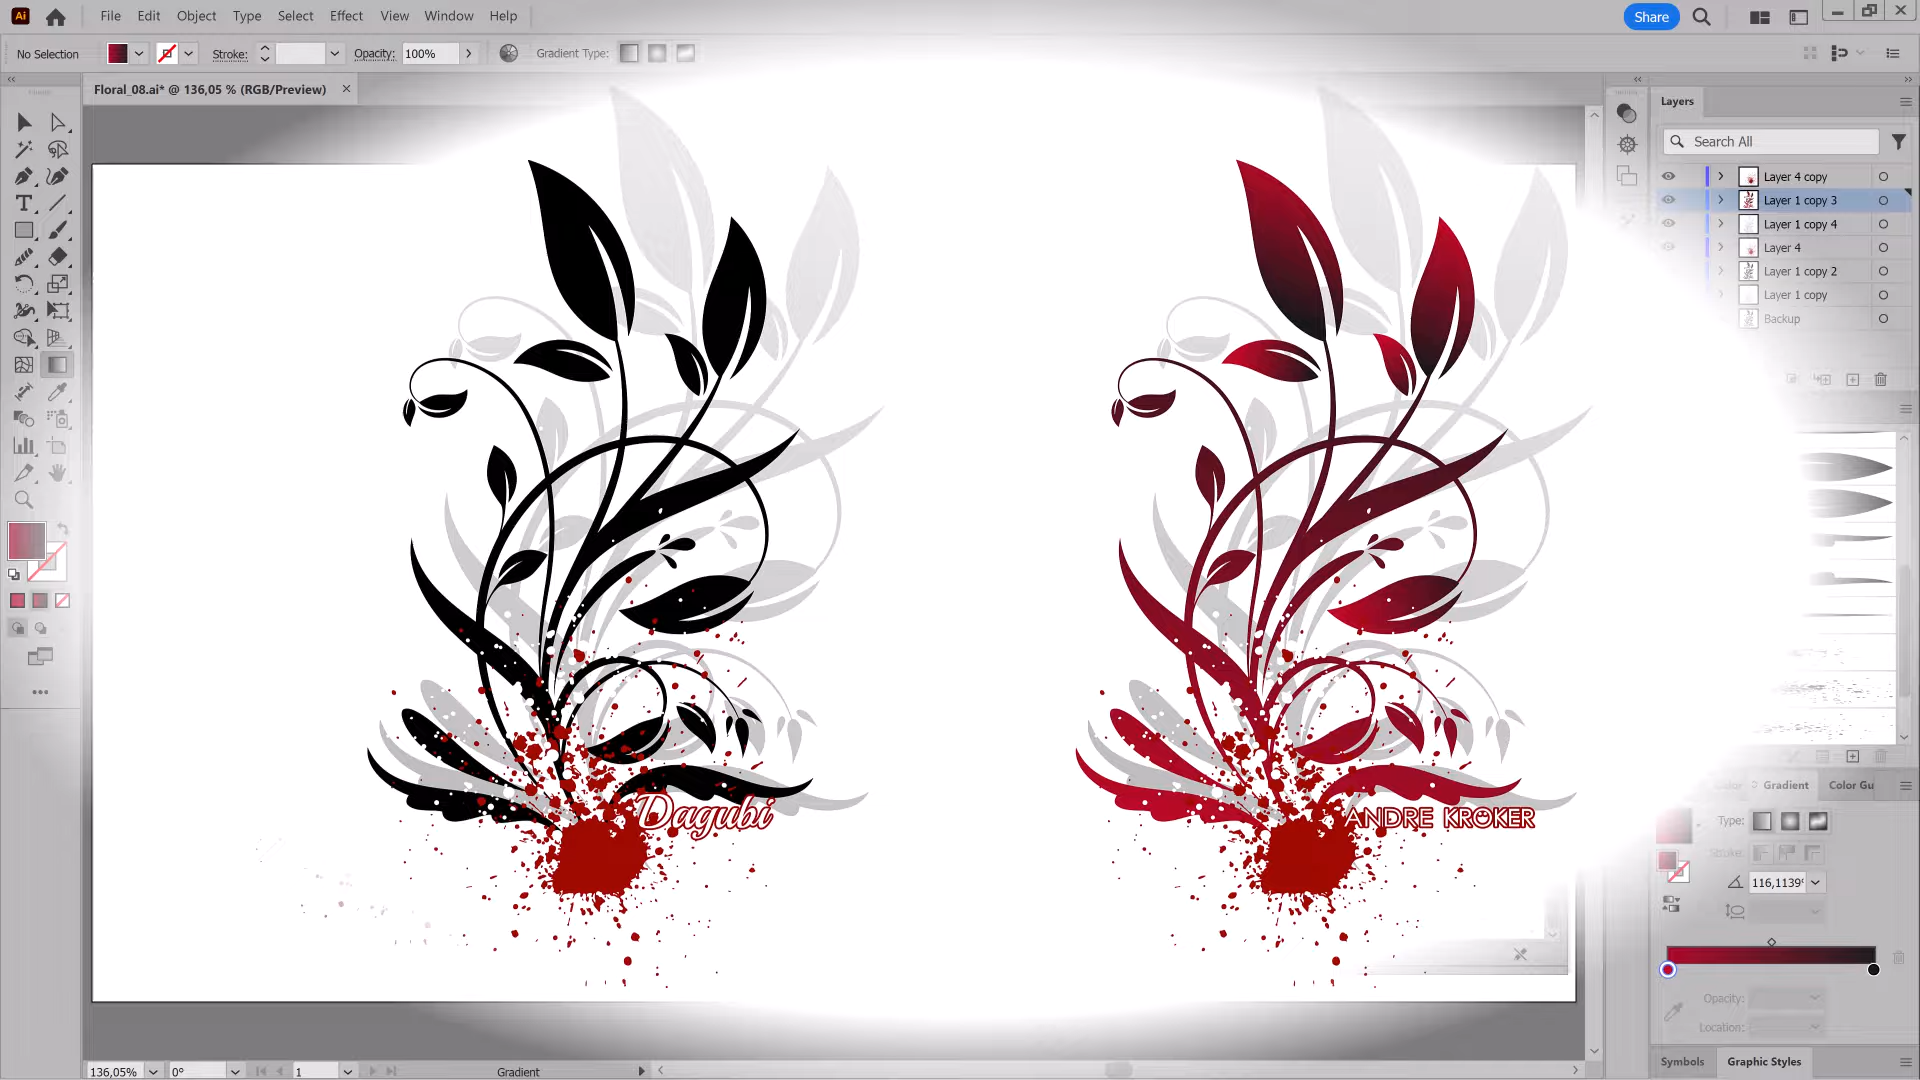 Ai File Edit Object Type Select Effect View Window Help Share
No Selection Stroke: Opacity: 100% Gradient Type:
Floral_08.ai* @ 136,05 % (RGB/Preview)
Layers
Search All
Layer 4 copy
Layer 1 copy 3
Layer 1 copy 4
Layer 4
Layer 1 copy 2
Layer 1 copy
Backup
Color Gradient Color Gu
Type:
Stroke:
116,1139°
Opacity:
Location:
Symbols Graphic Styles
Dagubi
ANDRE KROKER
136,05% 0° 1 Gradient